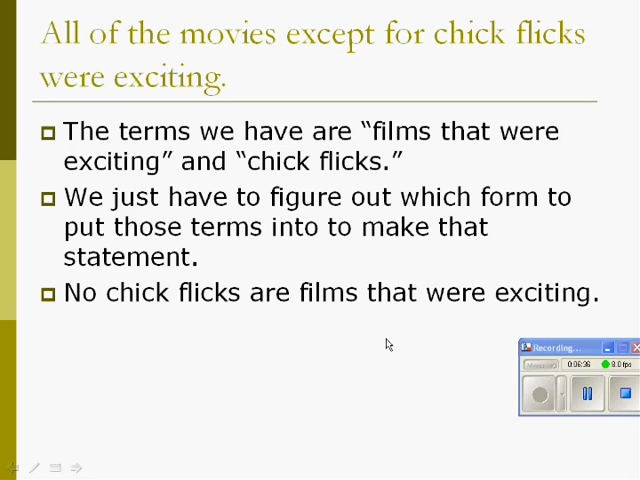 All of the movies except for chick flicks
were exciting.
The terms we have are “films that were
exciting” and “chick flicks.”
We just have to figure out which form to
put those terms into to make that
statement.
No chick flicks are films that were exciting.
Recording...
0:06:36
8.0 fps